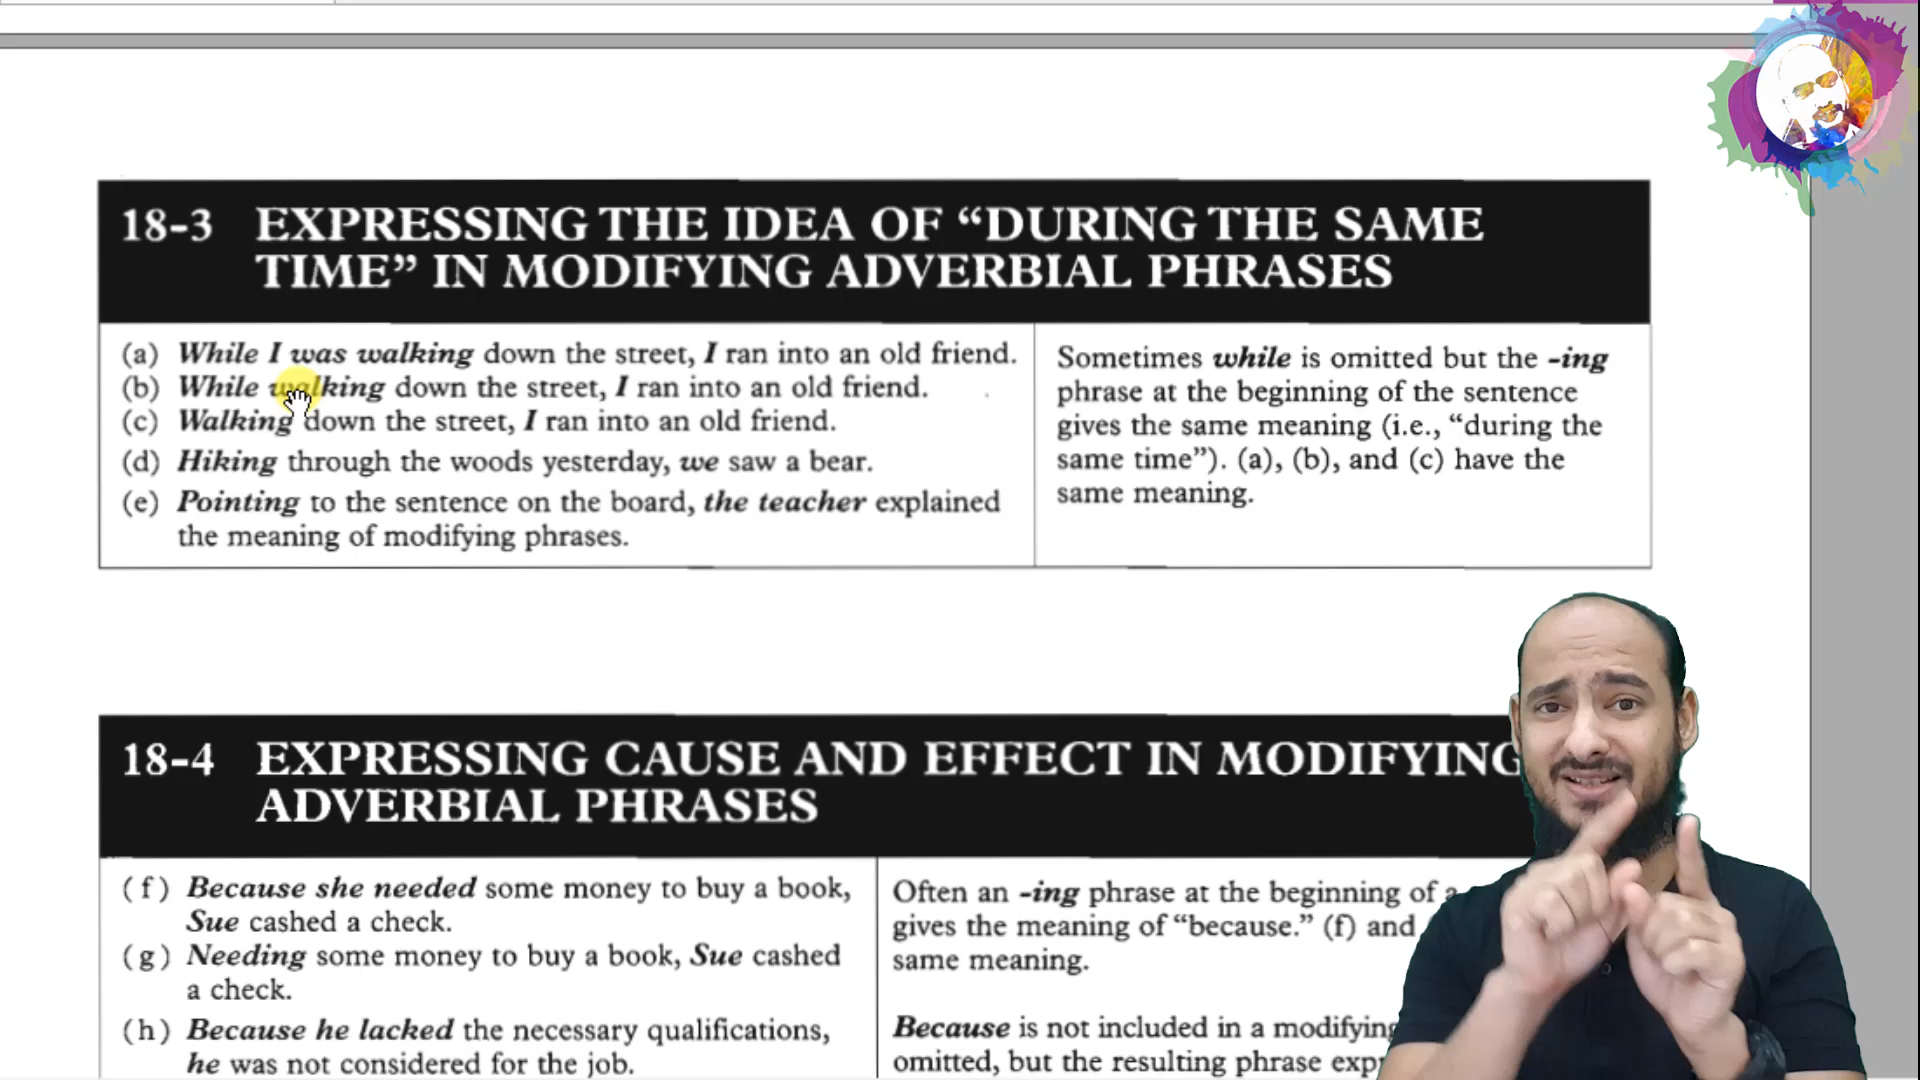 18-3 EXPRESSING THE IDEA OF “DURING THE SAME
TIME” IN MODIFYING ADVERBIAL PHRASES
(a) While I was walking down the street, I ran into an old friend.
(b) While walking down the street, I ran into an old friend.
(c) Walking down the street, I ran into an old friend.
(d) Hiking through the woods yesterday, we saw a bear.
(e) Pointing to the sentence on the board, the teacher explained
the meaning of modifying phrases.
Sometimes while is omitted but the -ing
phrase at the beginning of the sentence
gives the same meaning (i.e., “during the
same time”). (a), (b), and (c) have the
same meaning.
18-4 EXPRESSING CAUSE AND EFFECT IN MODIFYING
ADVERBIAL PHRASES
(f) Because she needed some money to buy a book,
Sue cashed a check.
(g) Needing some money to buy a book, Sue cashed
a check.
(h) Because he lacked the necessary qualifications,
he was not considered for the job.
Often an -ing phrase at the beginning of a
gives the meaning of “because.” (f) and
same meaning.
Because is not included in a modifying
omitted, but the resulting phrase exp